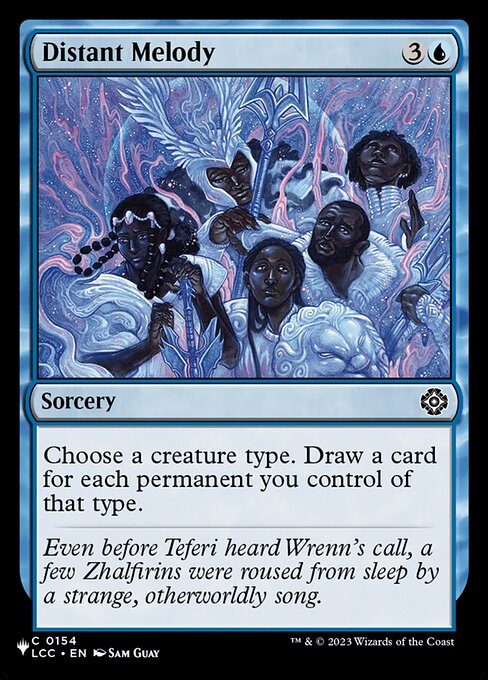 Distant Melody 3
Sorcery
Choose a creature type. Draw a card
for each permanent you control of
that type.
Even before Teferi heard Wrenn's call, a
few Zhalfirins were roused from sleep by
a strange, otherworldly song.
C 0154
LCC • EN Sam Guay
™ & © 2023 Wizards of the Coast